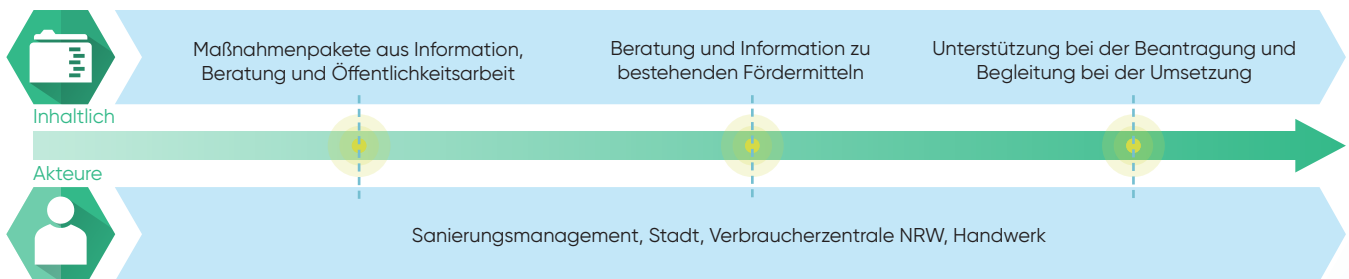 Maßnahmenpakete aus Information,
Beratung und Öffentlichkeitsarbeit
Beratung und Information zu
bestehenden Fördermitteln
Unterstützung bei der Beantragung und
Begleitung bei der Umsetzung
Inhaltlich
Akteure
Sanierungsmanagement, Stadt, Verbraucherzentrale NRW, Handwerk